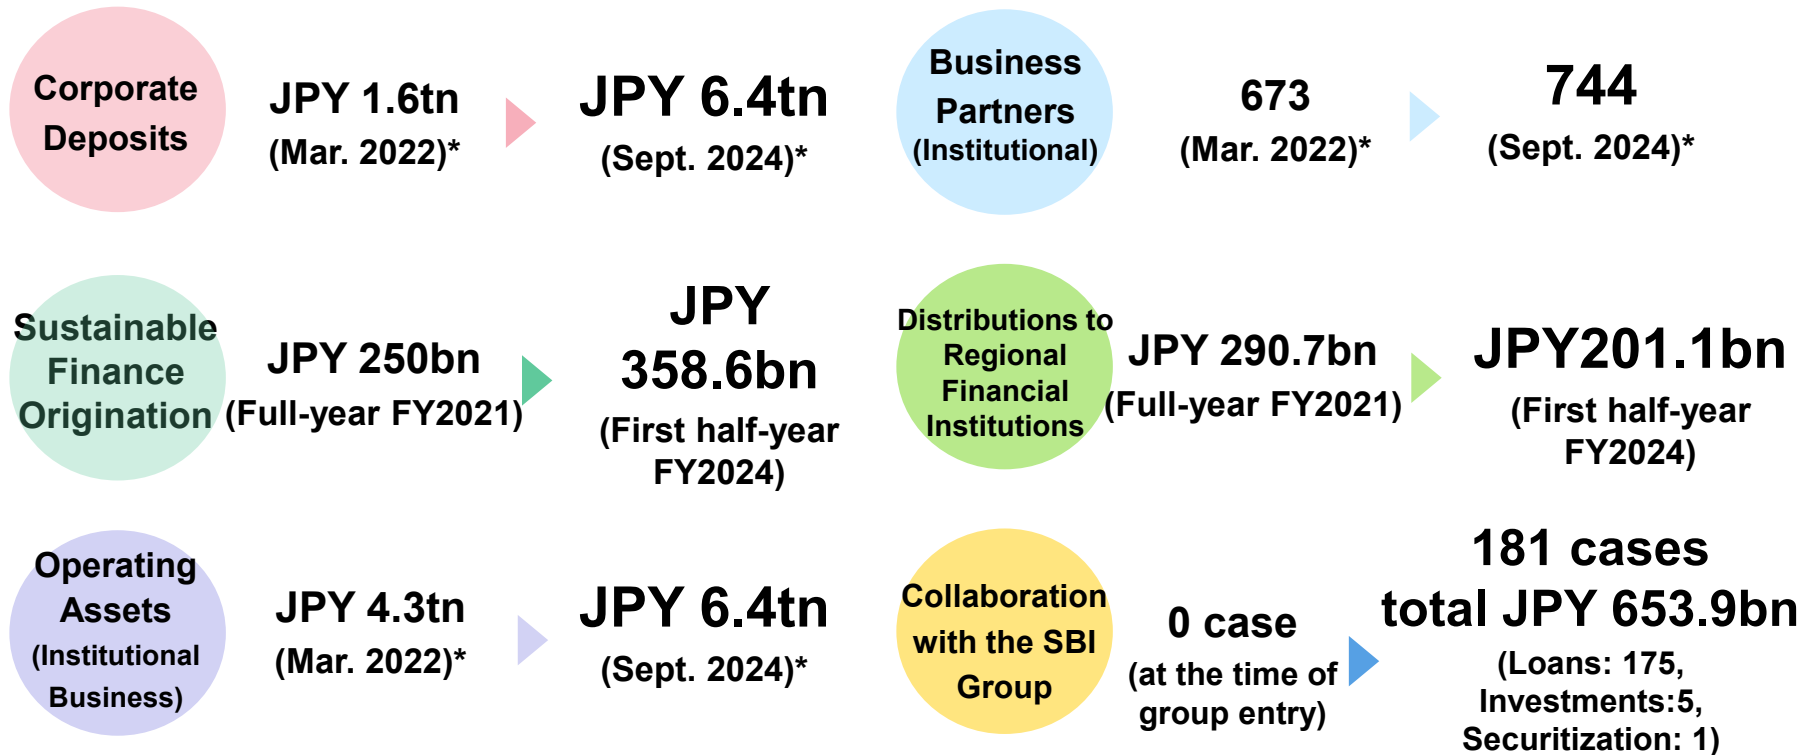 Corporate
Deposits
JPY 1.6tn
(Mar. 2022)*
JPY 6.4tn
(Sept. 2024)*
Business
Partners
(Institutional)
673
(Mar. 2022)*
744
(Sept. 2024)*
Sustainable
Finance
Origination
JPY 250bn
(Full-year FY2021)
JPY
358.6bn
(First half-year
FY2024)
Distributions to
Regional
Financial
Institutions
JPY 290.7bn
(Full-year FY2021)
JPY201.1bn
(First half-year
FY2024)
Operating
Assets
(Institutional
Business)
JPY 4.3tn
(Mar. 2022)*
JPY 6.4tn
(Sept. 2024)*
Collaboration
with the SBI
Group
0 case
(at the time of
group entry)
181 cases
total JPY 653.9bn
(Loans: 175,
Investments:5,
Securitization: 1)